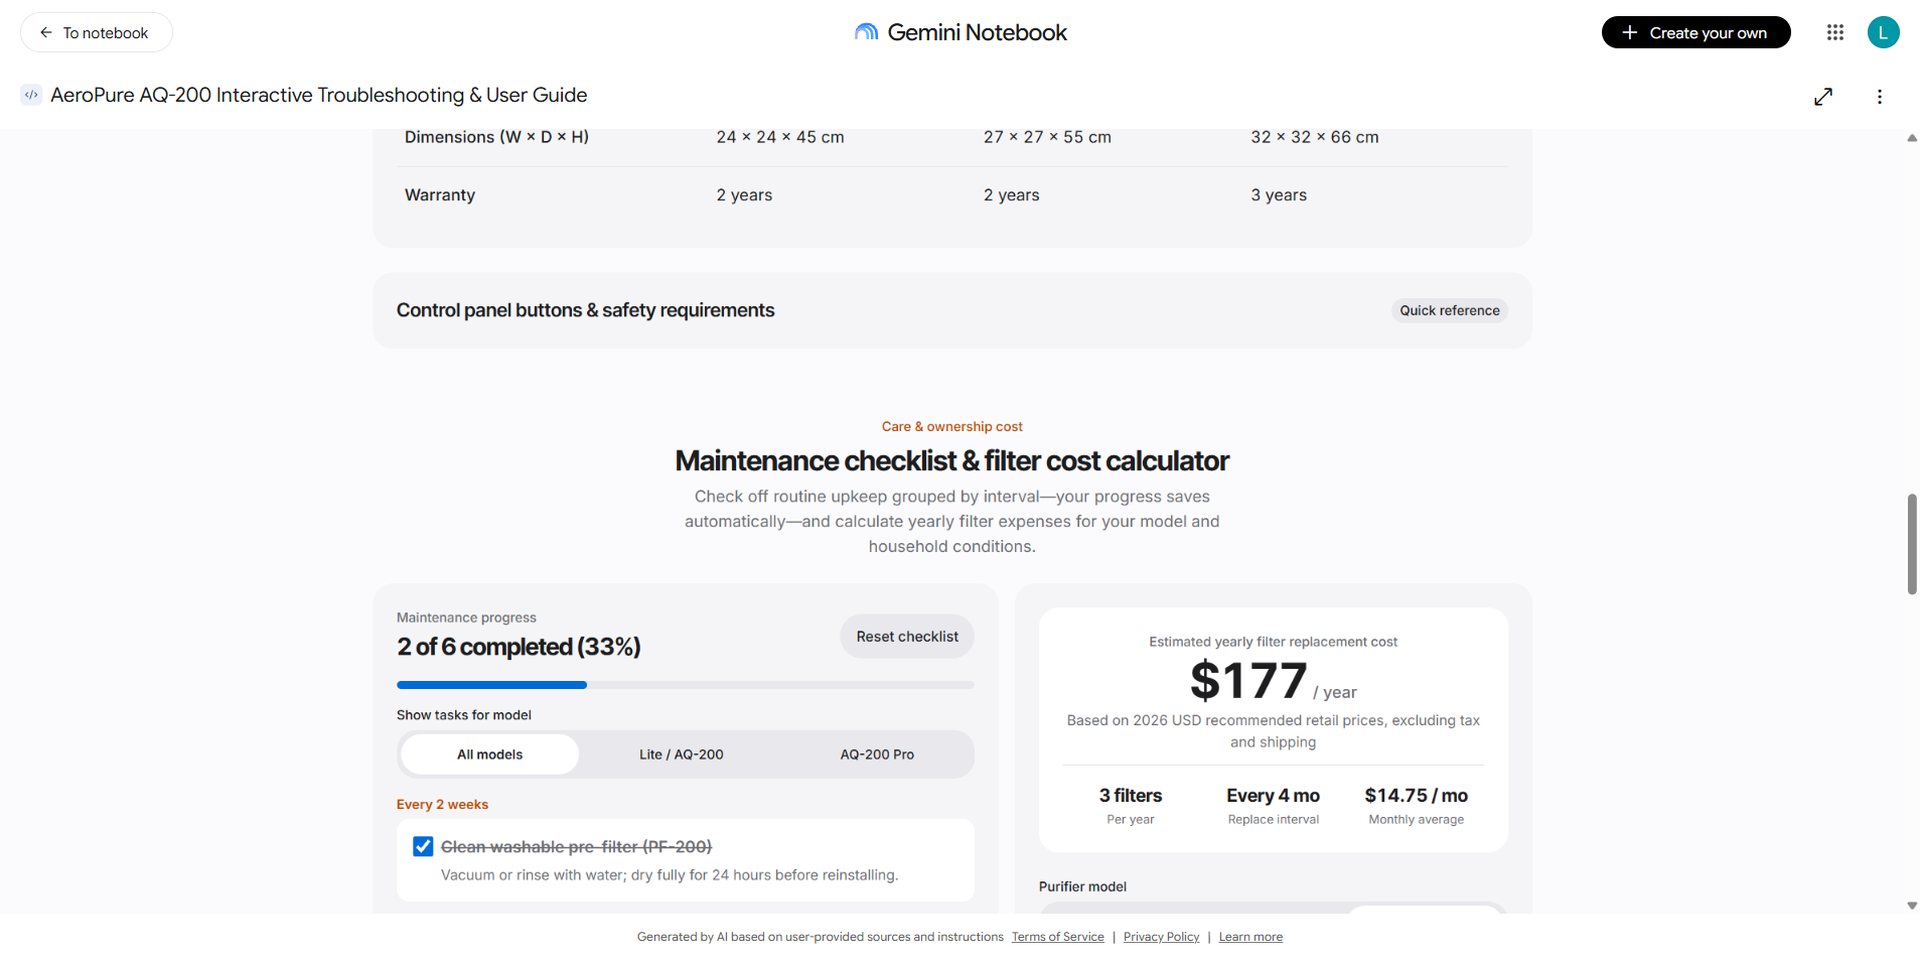 To notebook
Gemini Notebook
Create your own
L
</> AeroPure AQ-200 Interactive Troubleshooting & User Guide
Dimensions (W × D × H) 24 × 24 × 45 cm 27 × 27 × 55 cm 32 × 32 × 66 cm
Warranty 2 years 2 years 3 years
Control panel buttons & safety requirements Quick reference
Care & ownership cost
Maintenance checklist & filter cost calculator
Check off routine upkeep grouped by interval—your progress saves
automatically—and calculate yearly filter expenses for your model and
household conditions.
Maintenance progress
2 of 6 completed (33%)
Reset checklist
Show tasks for model
All models Lite / AQ-200 AQ-200 Pro
Every 2 weeks
Clean washable pre-filter (PF-200)
Vacuum or rinse with water; dry fully for 24 hours before reinstalling.
Estimated yearly filter replacement cost
$177 / year
Based on 2026 USD recommended retail prices, excluding tax
and shipping
3 filters Every 4 mo $14.75 / mo
Per year Replace interval Monthly average
Purifier model
Generated by AI based on user-provided sources and instructions Terms of Service | Privacy Policy | Learn more